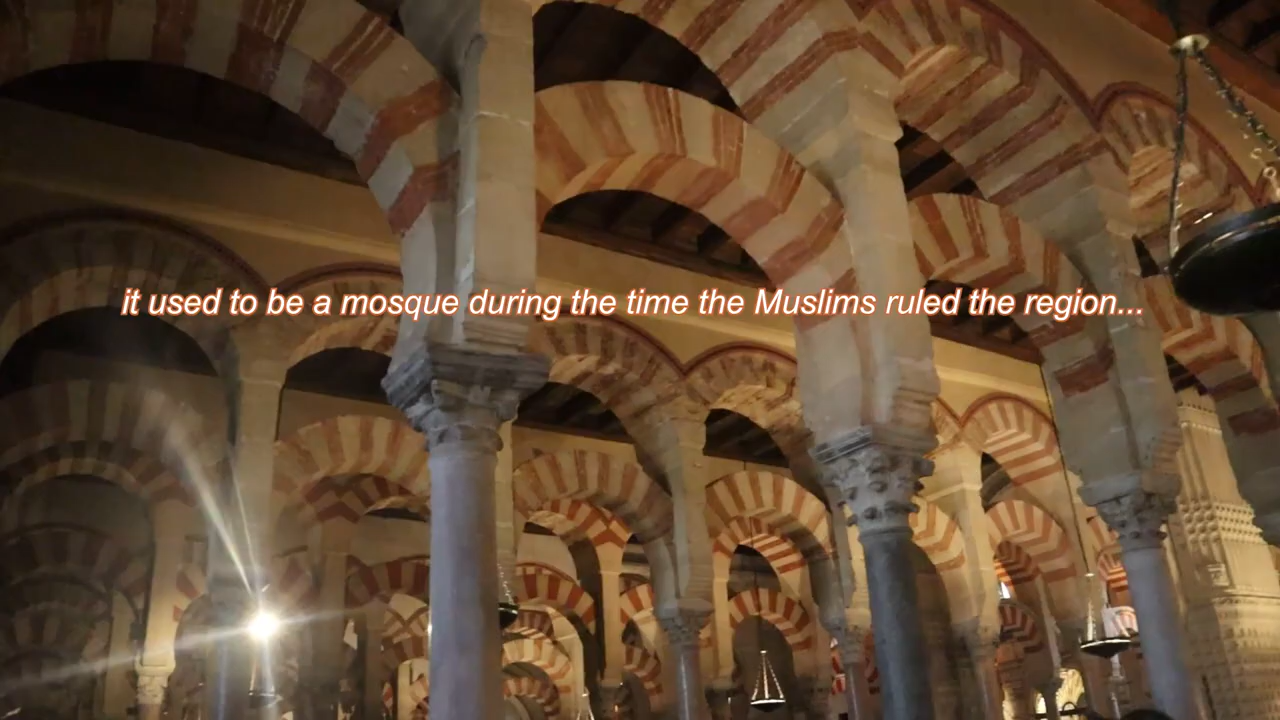 it used to be a mosque during the time the Muslims ruled the region...